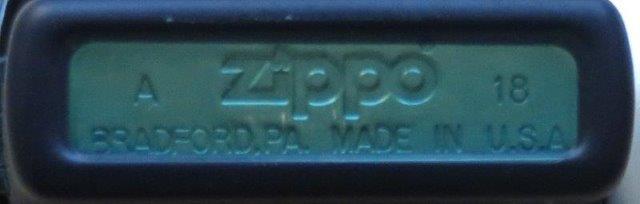 A zippo 18
BRADFORD,PA. MADE IN U.S.A